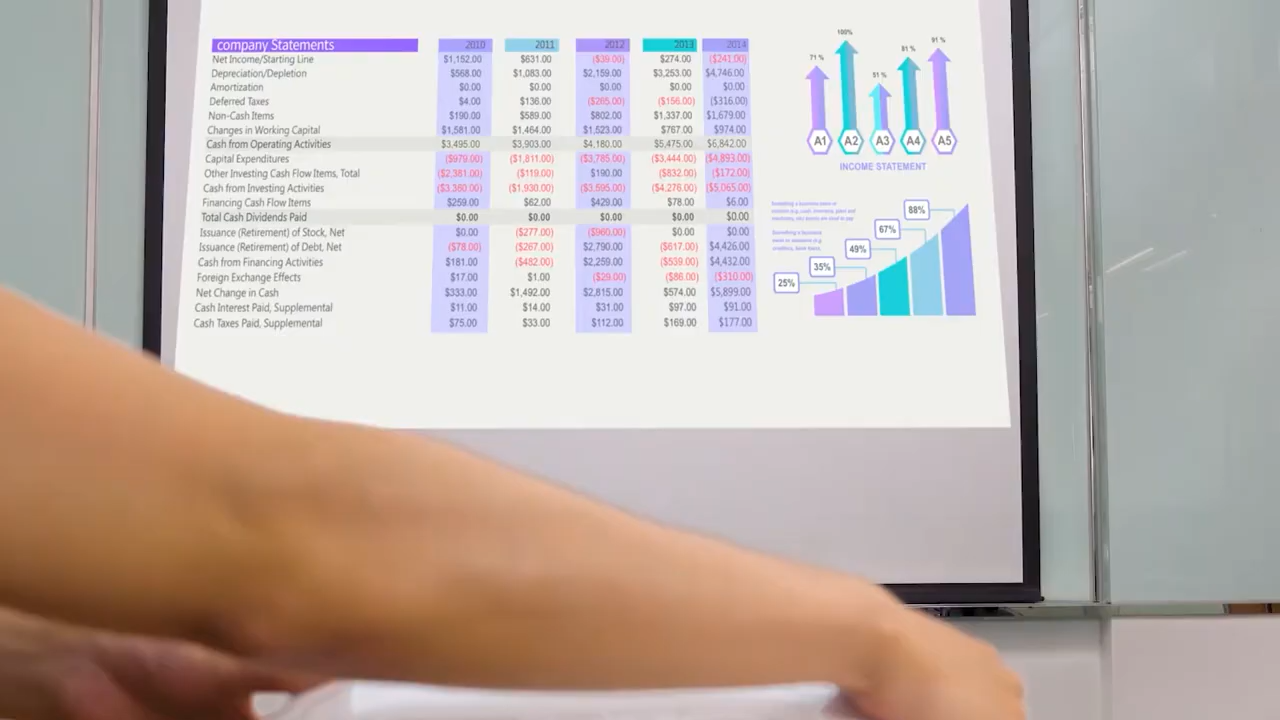 company Statements 2010 2011 2012 2013 2014
Net Income/Starting Line $1,152.00 $631.00 ($39.00) $274.00 ($241.00)
Depreciation/Depletion $568.00 $1,083.00 $2,159.00 $3,253.00 $4,746.00
Amortization $0.00 $0.00 $0.00 $0.00 $0.00
Deferred Taxes $4.00 $136.00 ($265.00) ($156.00) ($316.00)
Non-Cash Items $190.00 $589.00 $802.00 $1,337.00 $1,679.00
Changes in Working Capital $1,581.00 $1,464.00 $1,523.00 $767.00 $974.00
Cash from Operating Activities $3,495.00 $3,903.00 $4,180.00 $5,475.00 $6,842.00
Capital Expenditures ($979.00) ($1,811.00) ($3,785.00) ($3,444.00) ($4,893.00)
Other Investing Cash Flow Items, Total ($2,381.00) ($119.00) $190.00 ($832.00) ($172.00)
Cash from Investing Activities ($3,360.00) ($1,930.00) ($3,595.00) ($4,276.00) ($5,065.00)
Financing Cash Flow Items $259.00 $62.00 $429.00 $78.00 $6.00
Total Cash Dividends Paid $0.00 $0.00 $0.00 $0.00 $0.00
Issuance (Retirement) of Stock, Net $0.00 ($277.00) ($960.00) $0.00 $0.00
Issuance (Retirement) of Debt, Net ($78.00) ($267.00) $2,790.00 ($617.00) $4,426.00
Cash from Financing Activities $181.00 ($482.00) $2,259.00 ($539.00) $4,432.00
Foreign Exchange Effects $17.00 $1.00 ($29.00) ($86.00) ($310.00)
Net Change in Cash $333.00 $1,492.00 $2,815.00 $574.00 $5,899.00
Cash Interest Paid, Supplemental $11.00 $14.00 $31.00 $97.00 $91.00
Cash Taxes Paid, Supplemental $75.00 $33.00 $112.00 $169.00 $177.00
71 % 100% 51 % 81 % 91 %
A1 A2 A3 A4 A5
INCOME STATEMENT
Something a business
25% 35% 49% 67% 88%